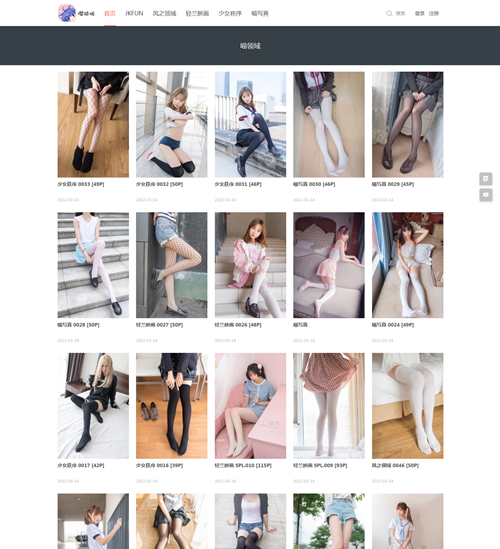 首页 JKFUN 风之领域 轻兰映画 少女秩序 喵写真 搜索 登录 注册
喵领域
少女秩序 0033 [49P] 少女秩序 0032 [50P] 少女秩序 0031 [46P] 喵写真 0030 [46P] 喵写真 0029 [45P]
2022-03-14 2022-03-14 2022-03-14 2022-03-14 2022-03-14
喵写真 0028 [50P] 轻兰映画 0027 [50P] 轻兰映画 0026 [48P] 喵写真 喵写真 0024 [49P]
2022-03-14 2022-03-14 2022-03-14 2022-03-14 2022-03-14
少女秩序 0017 [42P] 少女秩序 0016 [39P] 轻兰映画 SPL.010 [115P] 轻兰映画 SPL.009 [93P] 风之领域 0046 [50P]
2022-03-14 2022-03-14 2022-03-14 2022-03-14 2022-03-14